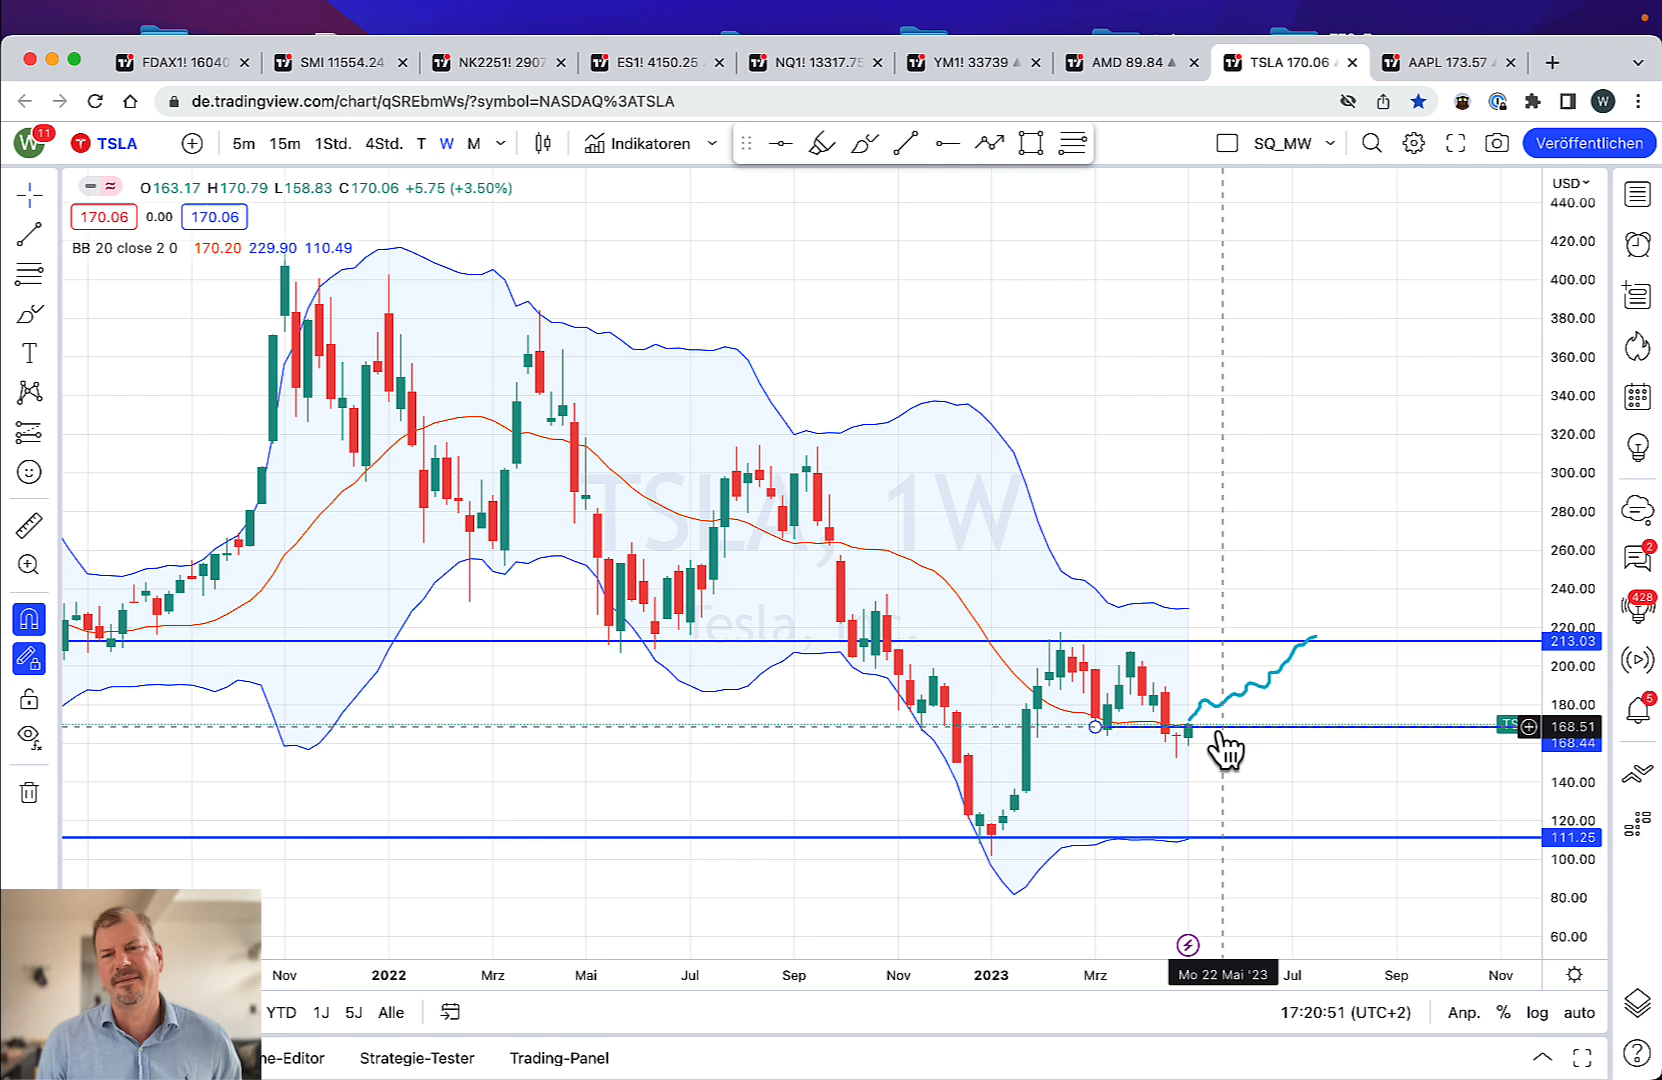 FDAX1! 16040
SMI 11554.24
NK2251! 2907
ES1! 4150.25
NQ1! 13317.75
YM1! 33739
AMD 89.84
TSLA 170.06
AAPL 173.57
de.tradingview.com/chart/qSREbmWs/?symbol=NASDAQ%3ATSLA
W
W 11
TSLA
5m 15m 1Std. 4Std. T W M
Indikatoren
SQ_MW
Veröffentlichen
O163.17 H170.79 L158.83 C170.06 +5.75 (+3.50%)
170.06 0.00 170.06
BB 20 close 2 0 170.20 229.90 110.49
TSLA, 1W
Tesla, Inc.
USD
440.00
420.00
400.00
380.00
360.00
340.00
320.00
300.00
280.00
260.00
240.00
220.00
213.03
200.00
180.00
TS
168.51
168.44
140.00
120.00
111.25
100.00
80.00
60.00
2
428
5
Nov 2022 Mrz Mai Jul Sep Nov 2023 Mrz Mo 22 Mai '23 Jul Sep Nov
YTD 1J 5J Alle
17:20:51 (UTC+2) Anp. % log auto
ne-Editor Strategie-Tester Trading-Panel